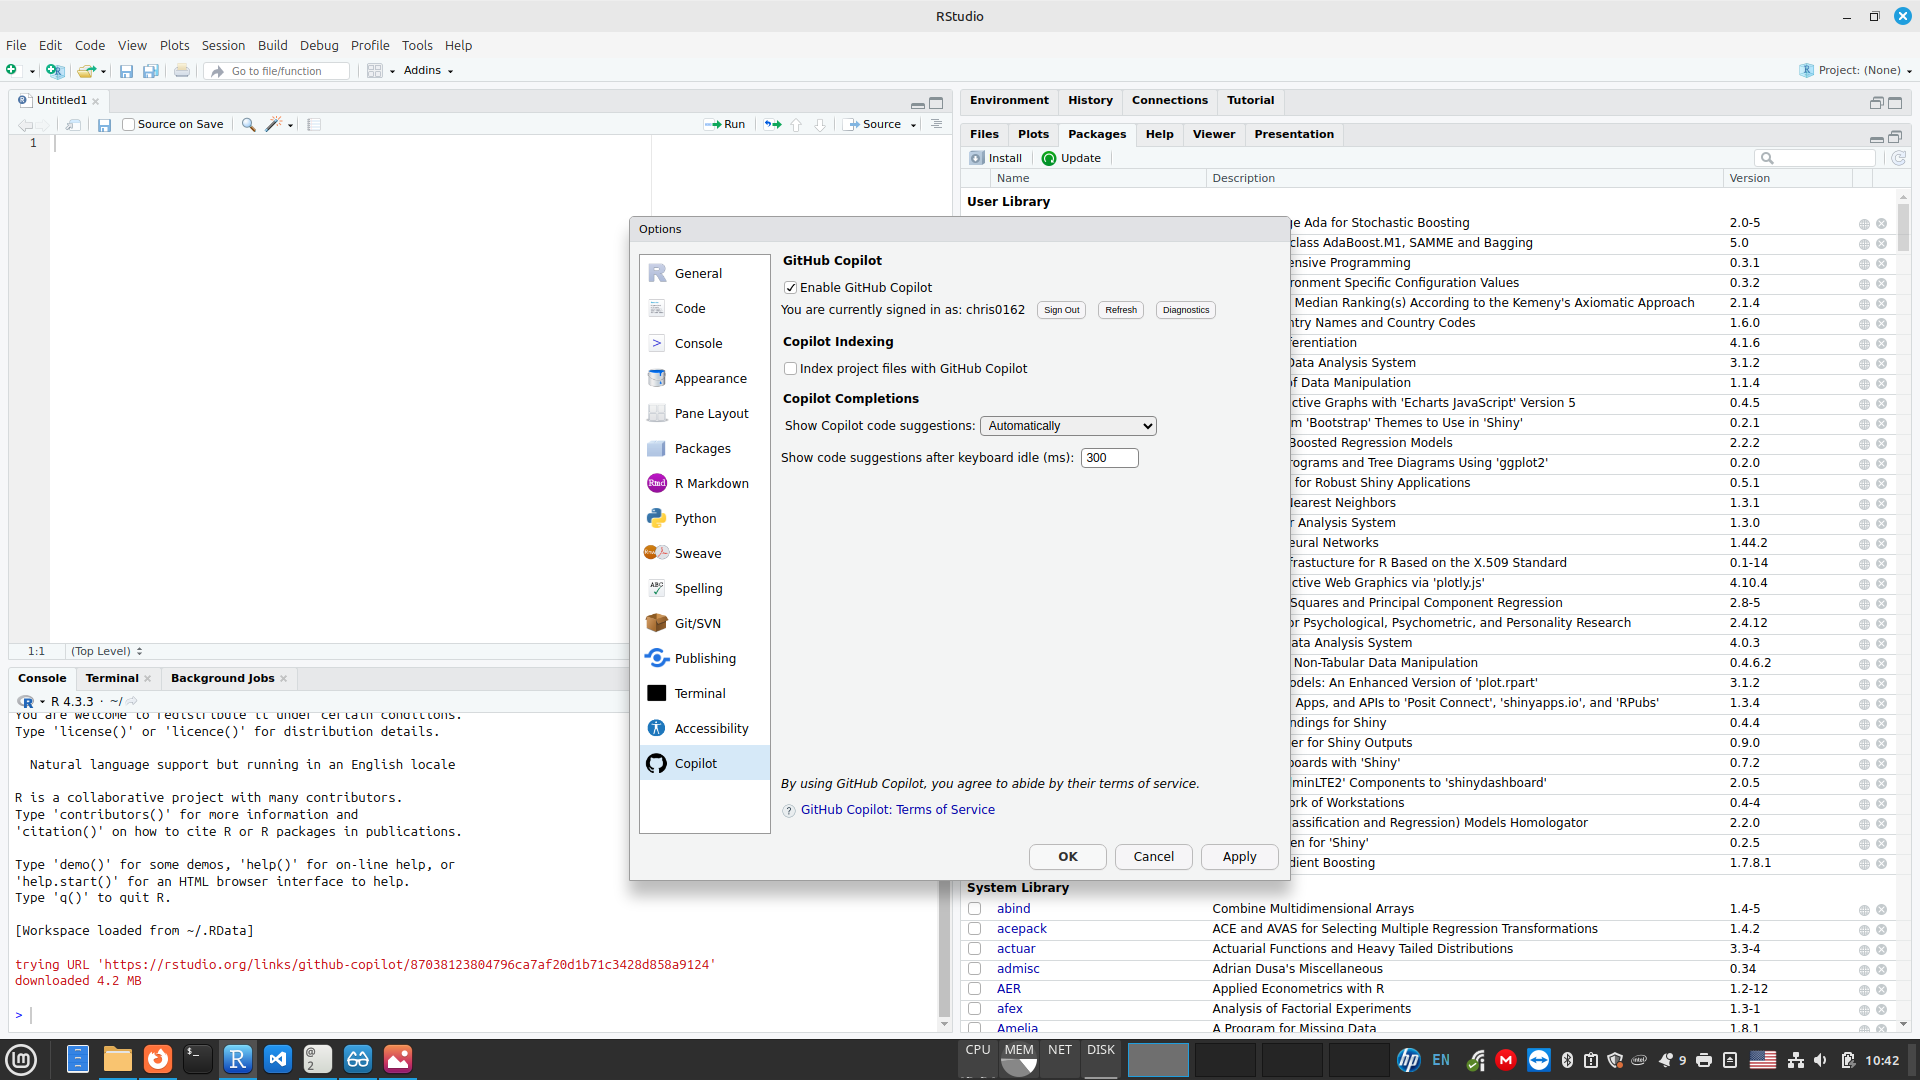 RStudio
File Edit Code View Plots Session Build Debug Profile Tools Help
Go to file/function
Addins
Project: (None)
Untitled1
Source on Save
Run
Source
1
1:1
(Top Level)
Console Terminal Background Jobs
R 4.3.3 · ~/
You are welcome to redistribute it under certain conditions.
Type 'license()' or 'licence()' for distribution details.
Natural language support but running in an English locale
R is a collaborative project with many contributors.
Type 'contributors()' for more information and
'citation()' on how to cite R or R packages in publications.
Type 'demo()' for some demos, 'help()' for on-line help, or
'help.start()' for an HTML browser interface to help.
Type 'q()' to quit R.
[Workspace loaded from ~/.RData]
trying URL 'https://rstudio.org/links/github-copilot/87038123804796ca7af20d1b71c3428d858a9124'
downloaded 4.2 MB
>
Options
General
Code
Console
Appearance
Pane Layout
Packages
R Markdown
Python
Sweave
Spelling
Git/SVN
Publishing
Terminal
Accessibility
Copilot
GitHub Copilot
Enable GitHub Copilot
You are currently signed in as: chris0162 Sign Out Refresh Diagnostics
Copilot Indexing
Index project files with GitHub Copilot
Copilot Completions
Show Copilot code suggestions: Automatically
Show code suggestions after keyboard idle (ms): 300
By using GitHub Copilot, you agree to abide by their terms of service.
GitHub Copilot: Terms of Service
OK Cancel Apply
Environment History Connections Tutorial
Files Plots Packages Help Viewer Presentation
Install Update
Name Description Version
User Library
ge Ada for Stochastic Boosting 2.0-5
class AdaBoost.M1, SAMME and Bagging 5.0
ensive Programming 0.3.1
ronment Specific Configuration Values 0.3.2
Median Ranking(s) According to the Kemeny's Axiomatic Approach 2.1.4
ntry Names and Country Codes 1.6.0
erentiation 4.1.6
Data Analysis System 3.1.2
of Data Manipulation 1.1.4
ctive Graphs with 'Echarts JavaScript' Version 5 0.4.5
m 'Bootstrap' Themes to Use in 'Shiny' 0.2.1
Boosted Regression Models 2.2.2
ograms and Tree Diagrams Using 'ggplot2' 0.2.0
for Robust Shiny Applications 0.5.1
Nearest Neighbors 1.3.1
r Analysis System 1.3.0
eural Networks 1.44.2
frastucture for R Based on the X.509 Standard 0.1-14
ctive Web Graphics via 'plotly.js' 4.10.4
Squares and Principal Component Regression 2.8-5
or Psychological, Psychometric, and Personality Research 2.4.12
ata Analysis System 4.0.3
Non-Tabular Data Manipulation 0.4.6.2
odels: An Enhanced Version of 'plot.rpart' 3.1.2
Apps, and APIs to 'Posit Connect', 'shinyapps.io', and 'RPubs' 1.3.4
ndings for Shiny 0.4.4
er for Shiny Outputs 0.9.0
boards with 'Shiny' 0.7.2
minLTE2' Components to 'shinydashboard' 2.0.5
ork of Workstations 0.4-4
assification and Regression) Models Homologator 2.2.0
en for 'Shiny' 0.2.5
dient Boosting 1.7.8.1
System Library
abind Combine Multidimensional Arrays 1.4-5
acepack ACE and AVAS for Selecting Multiple Regression Transformations 1.4.2
actuar Actuarial Functions and Heavy Tailed Distributions 3.3-4
admisc Adrian Dusa's Miscellaneous 0.34
AER Applied Econometrics with R 1.2-12
afex Analysis of Factorial Experiments 1.3-1
Amelia A Program for Missing Data 1.8.1
CPU MEM NET DISK
EN
9
10:42